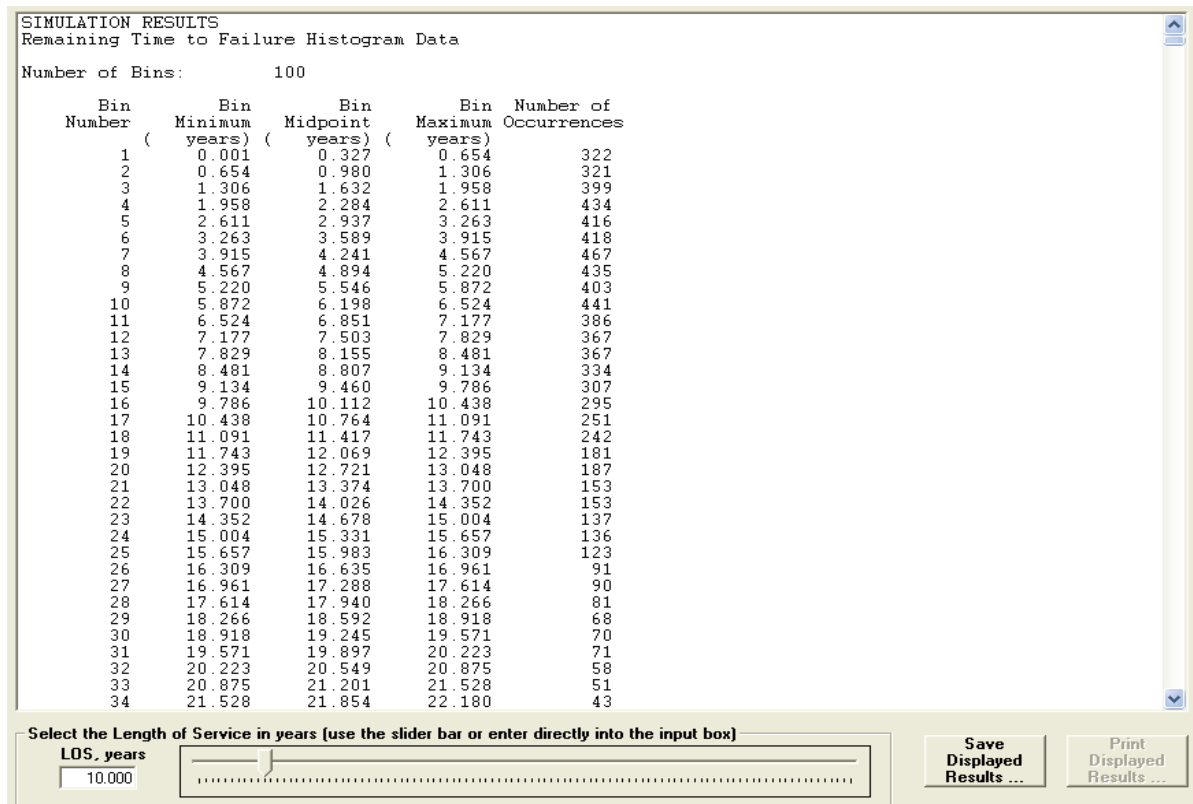 SIMULATION RESULTS
Remaining Time to Failure Histogram Data
Number of Bins: 100
Bin Bin Bin Bin Number of
Number Minimum Midpoint Maximum Occurrences
( years) ( years) ( years)
1 0.001 0.327 0.654 322
2 0.654 0.980 1.306 321
3 1.306 1.632 1.958 399
4 1.958 2.284 2.611 434
5 2.611 2.937 3.263 416
6 3.263 3.589 3.915 418
7 3.915 4.241 4.567 467
8 4.567 4.894 5.220 435
9 5.220 5.546 5.872 403
10 5.872 6.198 6.524 441
11 6.524 6.851 7.177 386
12 7.177 7.503 7.829 367
13 7.829 8.155 8.481 367
14 8.481 8.807 9.134 334
15 9.134 9.460 9.786 307
16 9.786 10.112 10.438 295
17 10.438 10.764 11.091 251
18 11.091 11.417 11.743 242
19 11.743 12.069 12.395 181
20 12.395 12.721 13.048 187
21 13.048 13.374 13.700 153
22 13.700 14.026 14.352 153
23 14.352 14.678 15.004 137
24 15.004 15.331 15.657 136
25 15.657 15.983 16.309 123
26 16.309 16.635 16.961 91
27 16.961 17.288 17.614 90
28 17.614 17.940 18.266 81
29 18.266 18.592 18.918 68
30 18.918 19.245 19.571 70
31 19.571 19.897 20.223 71
32 20.223 20.549 20.875 58
33 20.875 21.201 21.528 51
34 21.528 21.854 22.180 43
Select the Length of Service in years (use the slider bar or enter directly into the input box)
LOS, years
10.000
Save
Displayed
Results ...
Print
Displayed
Results ...